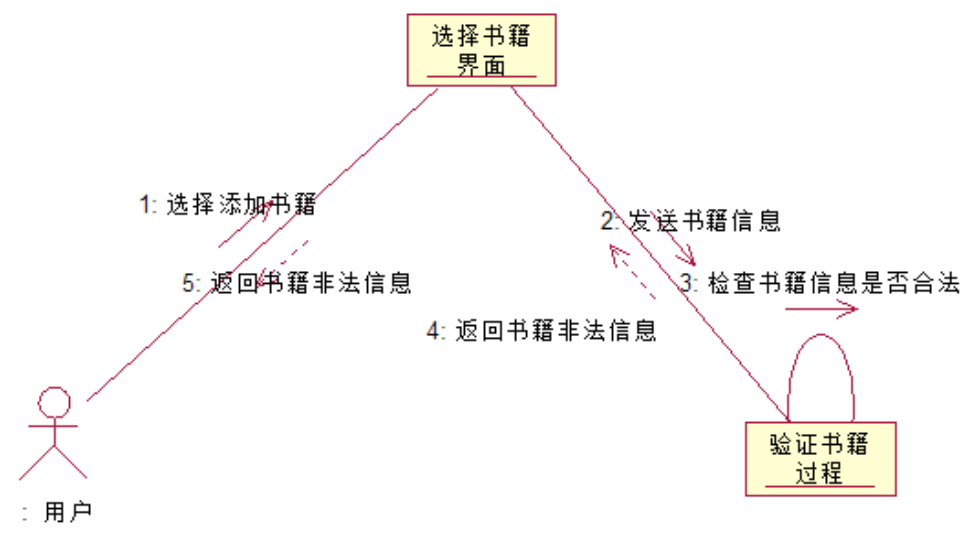 选择书籍
界面
1: 选择添加书籍
2: 发送书籍信息
5: 返回书籍非法信息
3: 检查书籍信息是否合法
4: 返回书籍非法信息
验证书籍
过程
: 用户